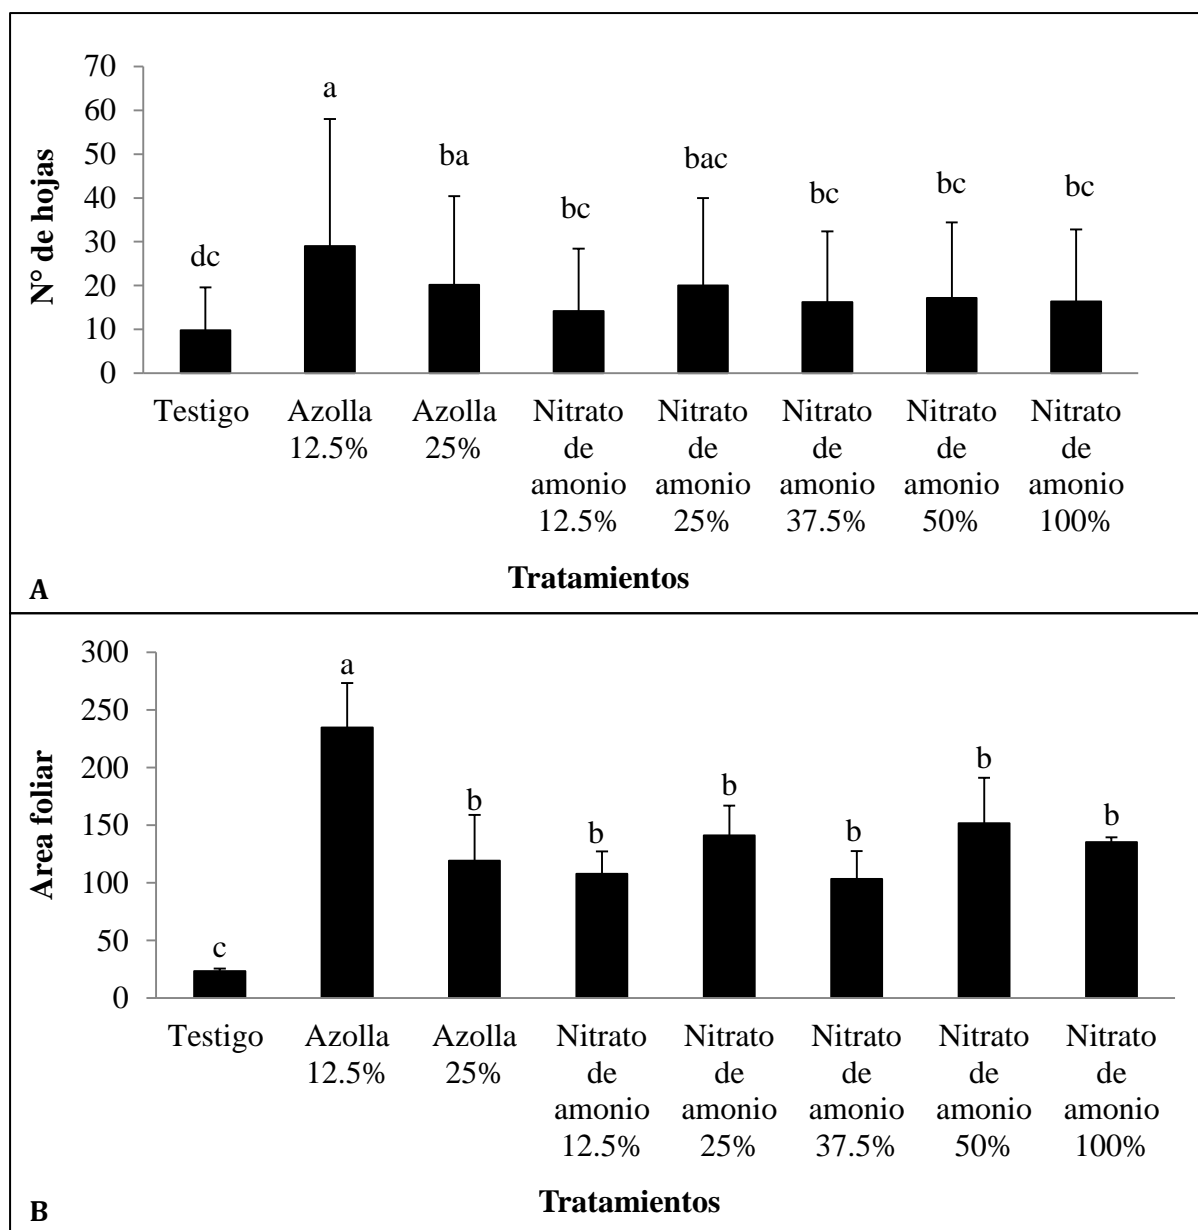 70
60
50
40
30
20
10
0
N° de hojas
dc
a
ba
bc
bac
bc
bc
bc
Testigo
Azolla
12.5%
Azolla
25%
Nitrato
de
amonio
12.5%
Nitrato
de
amonio
25%
Nitrato
de
amonio
37.5%
Nitrato
de
amonio
50%
Nitrato
de
amonio
100%
Tratamientos
A
300
250
200
150
100
50
0
Area foliar
c
a
b
b
b
b
b
b
Testigo
Azolla
12.5%
Azolla
25%
Nitrato
de
amonio
12.5%
Nitrato
de
amonio
25%
Nitrato
de
amonio
37.5%
Nitrato
de
amonio
50%
Nitrato
de
amonio
100%
Tratamientos
B